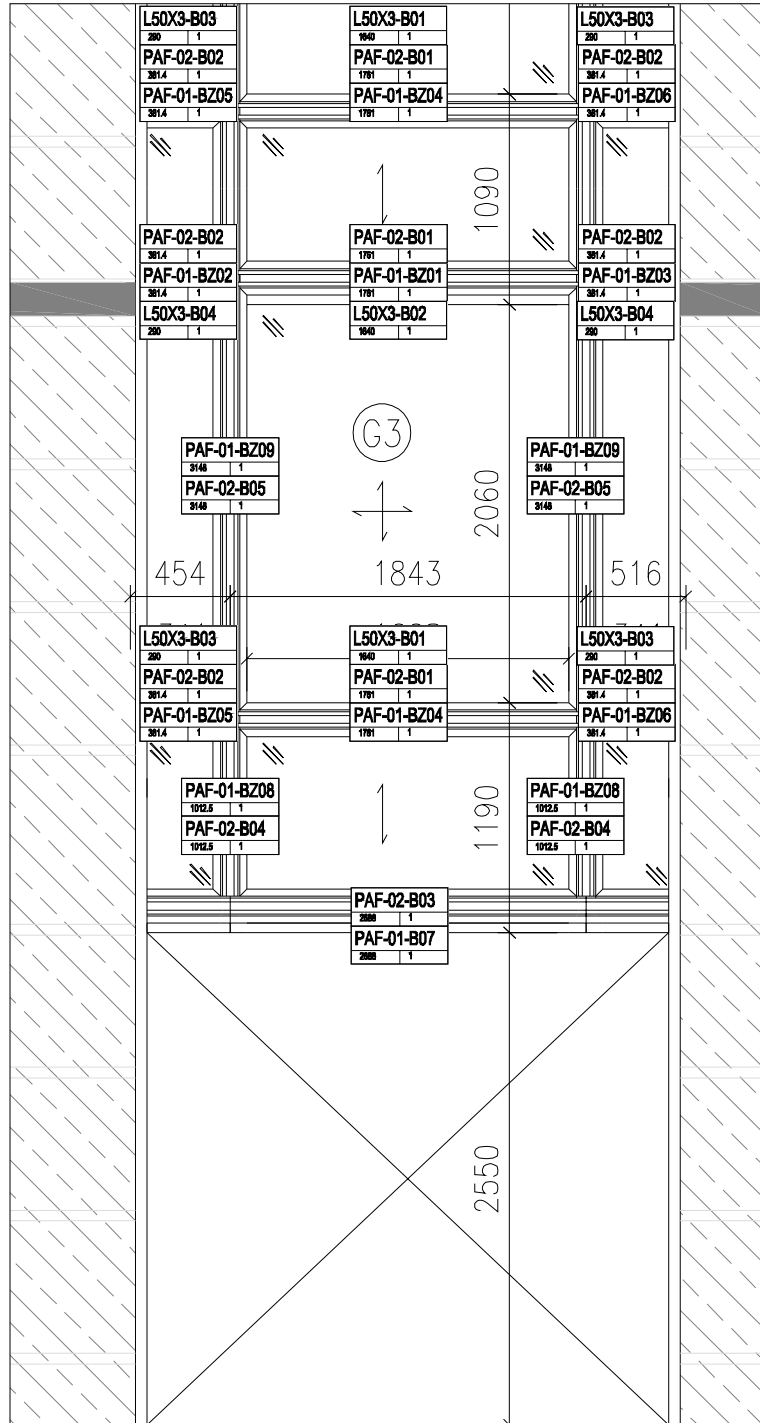 L50X3-B03
290 1
PAF-02-B02
381.4 1
PAF-01-BZ05
381.4 1
L50X3-B01
1640 1
PAF-02-B01
1761 1
PAF-01-BZ04
1761 1
L50X3-B03
290 1
PAF-02-B02
381.4 1
PAF-01-BZ06
381.4 1
1090
PAF-02-B02
381.4 1
PAF-01-BZ02
381.4 1
L50X3-B04
290 1
PAF-02-B01
1761 1
PAF-01-BZ01
1761 1
L50X3-B02
1640 1
PAF-02-B02
381.4 1
PAF-01-BZ03
381.4 1
L50X3-B04
290 1
G3
PAF-01-BZ09
3148 1
PAF-02-B05
3148 1
PAF-01-BZ09
3148 1
PAF-02-B05
3148 1
2060
454
1843
516
L50X3-B03
290 1
PAF-02-B02
381.4 1
PAF-01-BZ05
381.4 1
L50X3-B01
1640 1
PAF-02-B01
1761 1
PAF-01-BZ04
1761 1
L50X3-B03
290 1
PAF-02-B02
381.4 1
PAF-01-BZ06
381.4 1
PAF-01-BZ08
1012.5 1
PAF-02-B04
1012.5 1
PAF-01-BZ08
1012.5 1
PAF-02-B04
1012.5 1
1190
PAF-02-B03
2688 1
PAF-01-B07
2688 1
2550